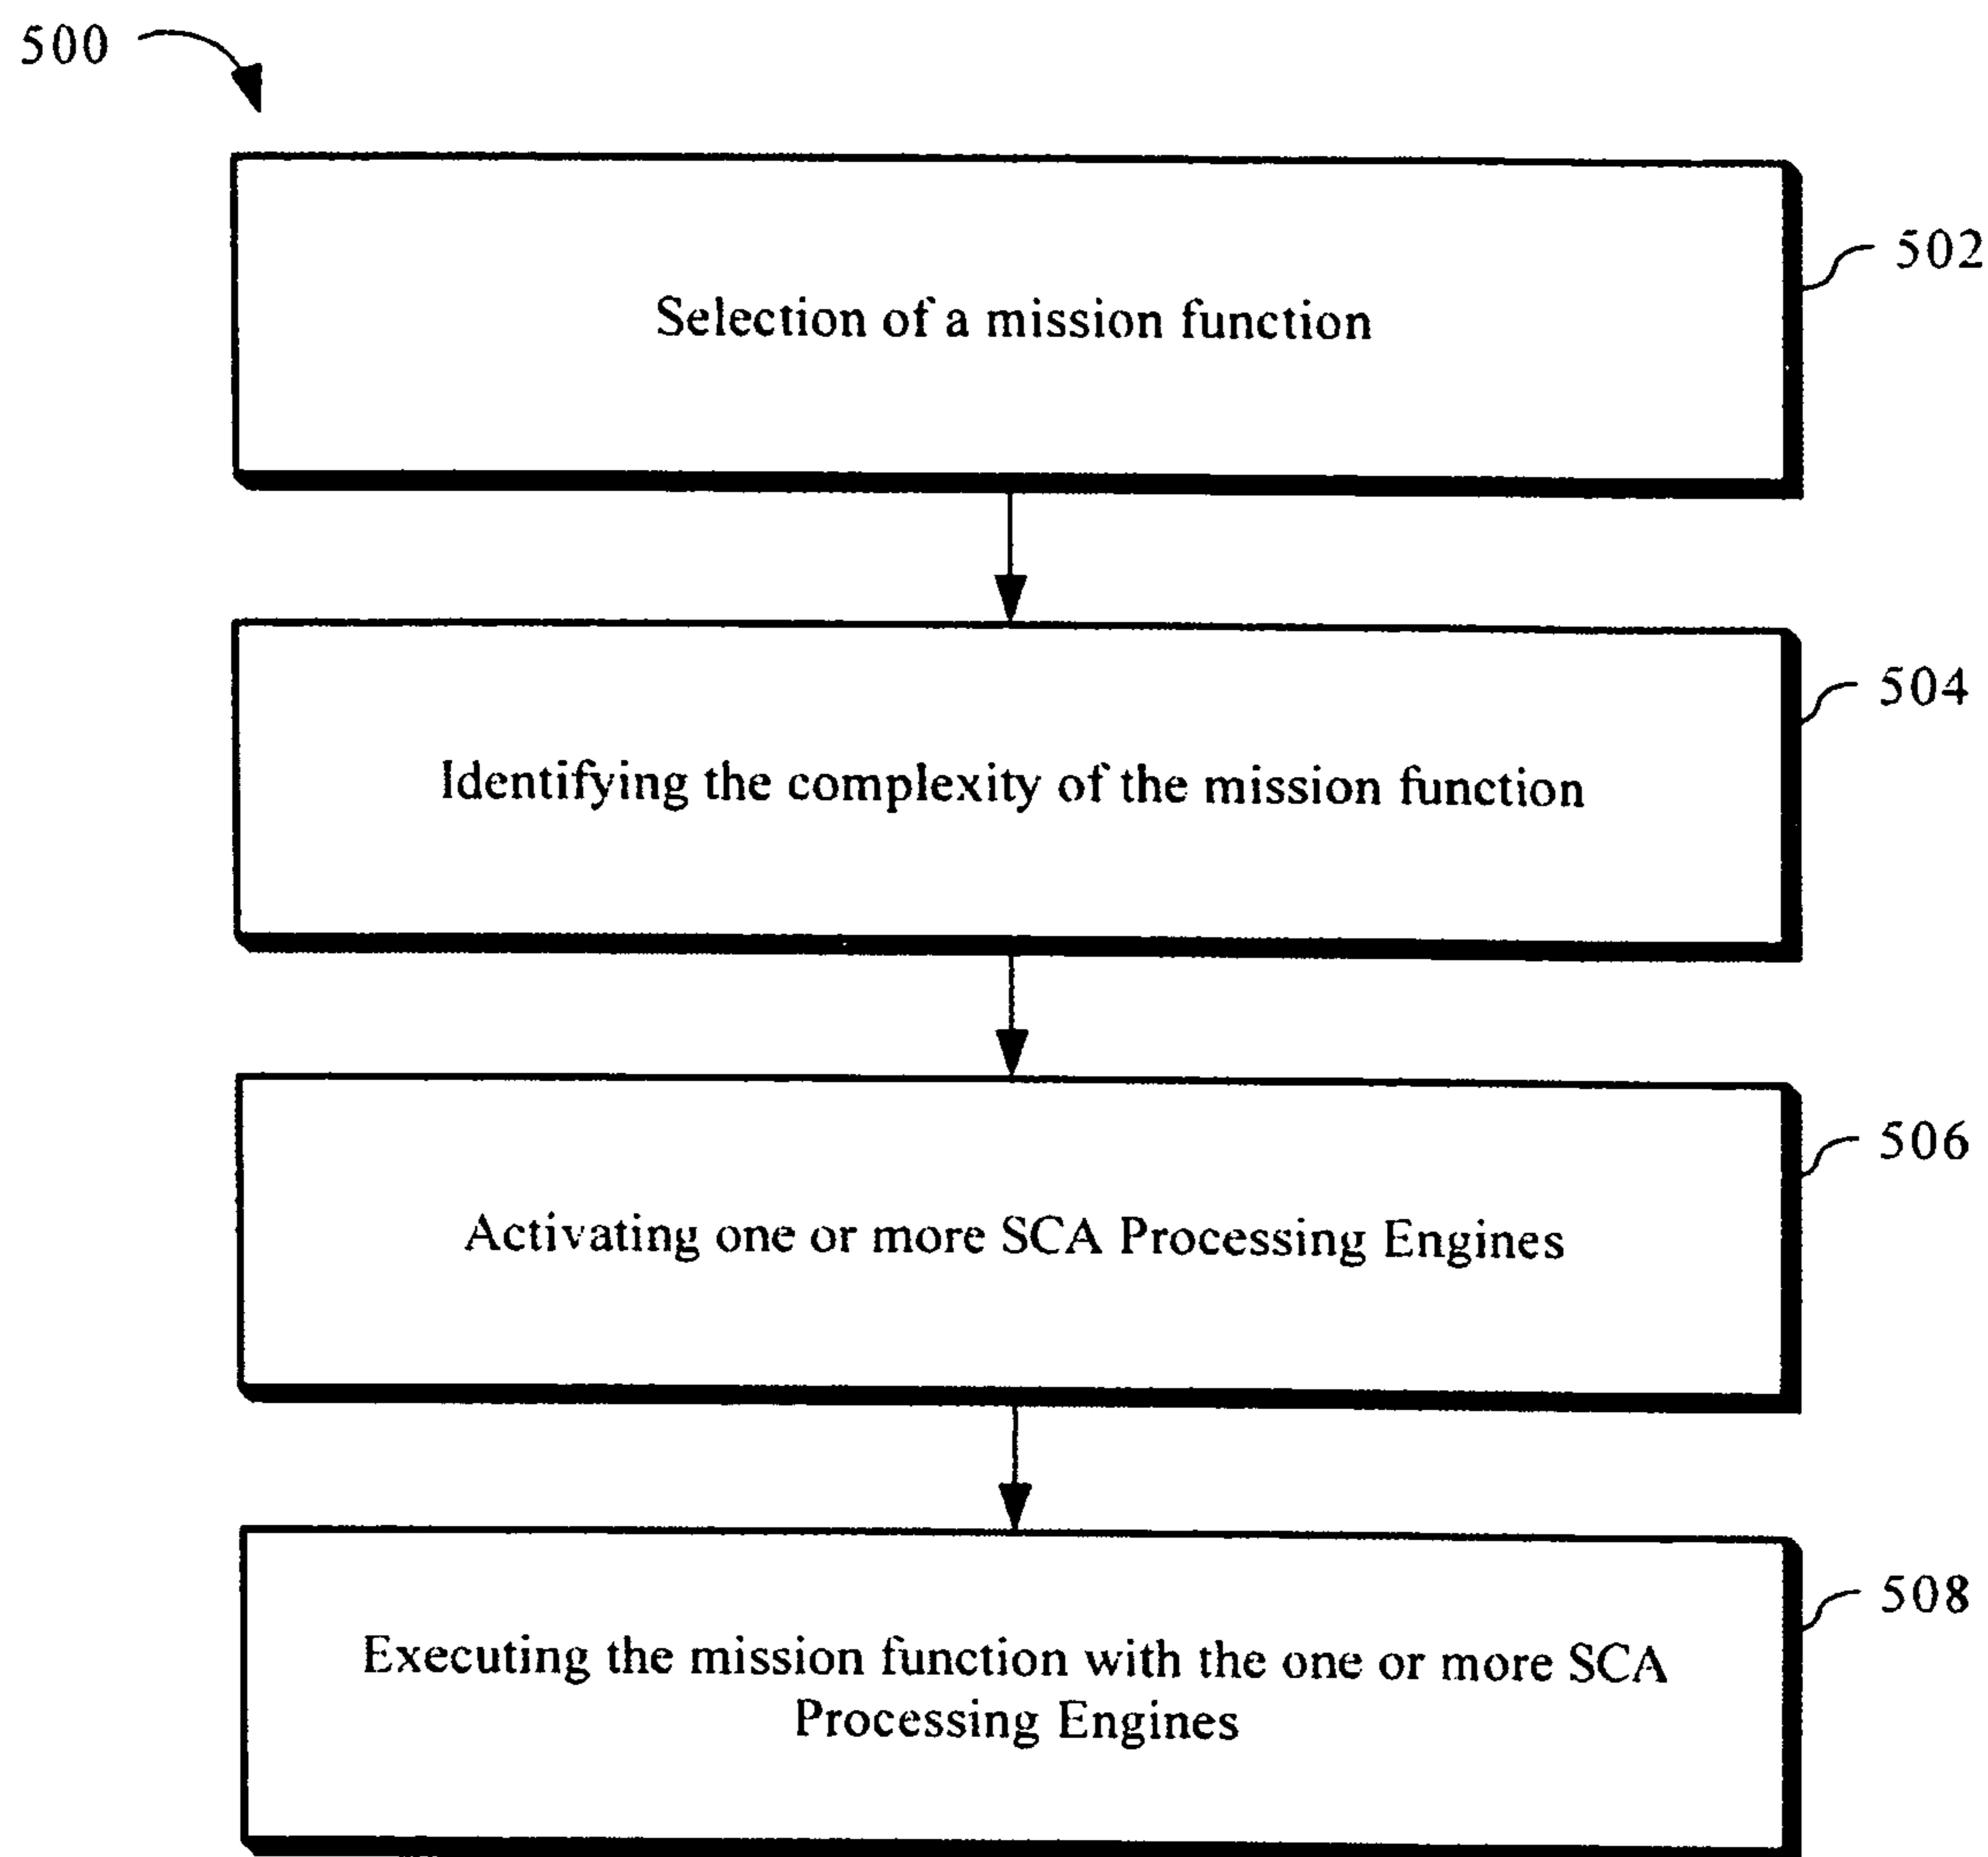 500
502
Selection of a mission function
504
Identifying the complexity of the mission function
506
Activating one or more SCA Processing Engines
508
Executing the mission function with the one or more SCA
Processing Engines